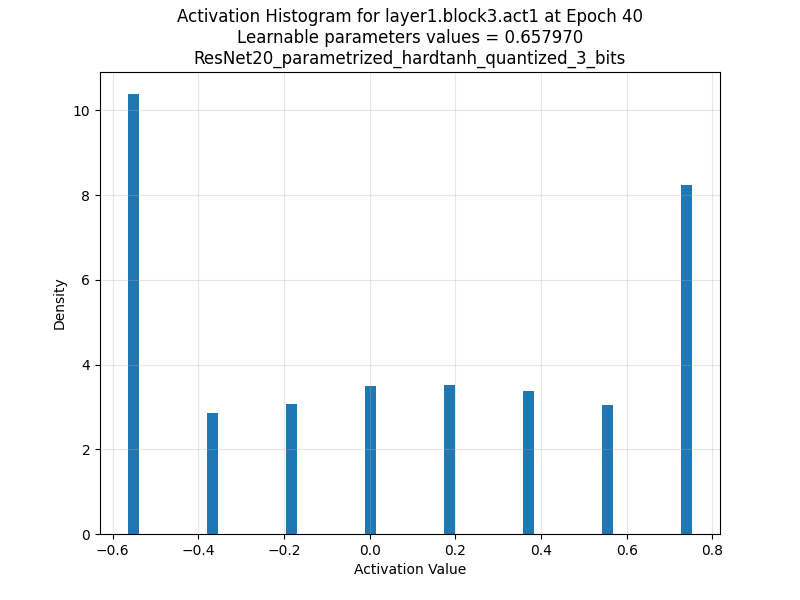 Activation Histogram for layer1.block3.act1 at Epoch 40
Learnable parameters values = 0.657970
ResNet20_parametrized_hardtanh_quantized_3_bits
10
8
6
4
2
0
Density
−0.6 −0.4 −0.2 0.0 0.2 0.4 0.6 0.8
Activation Value